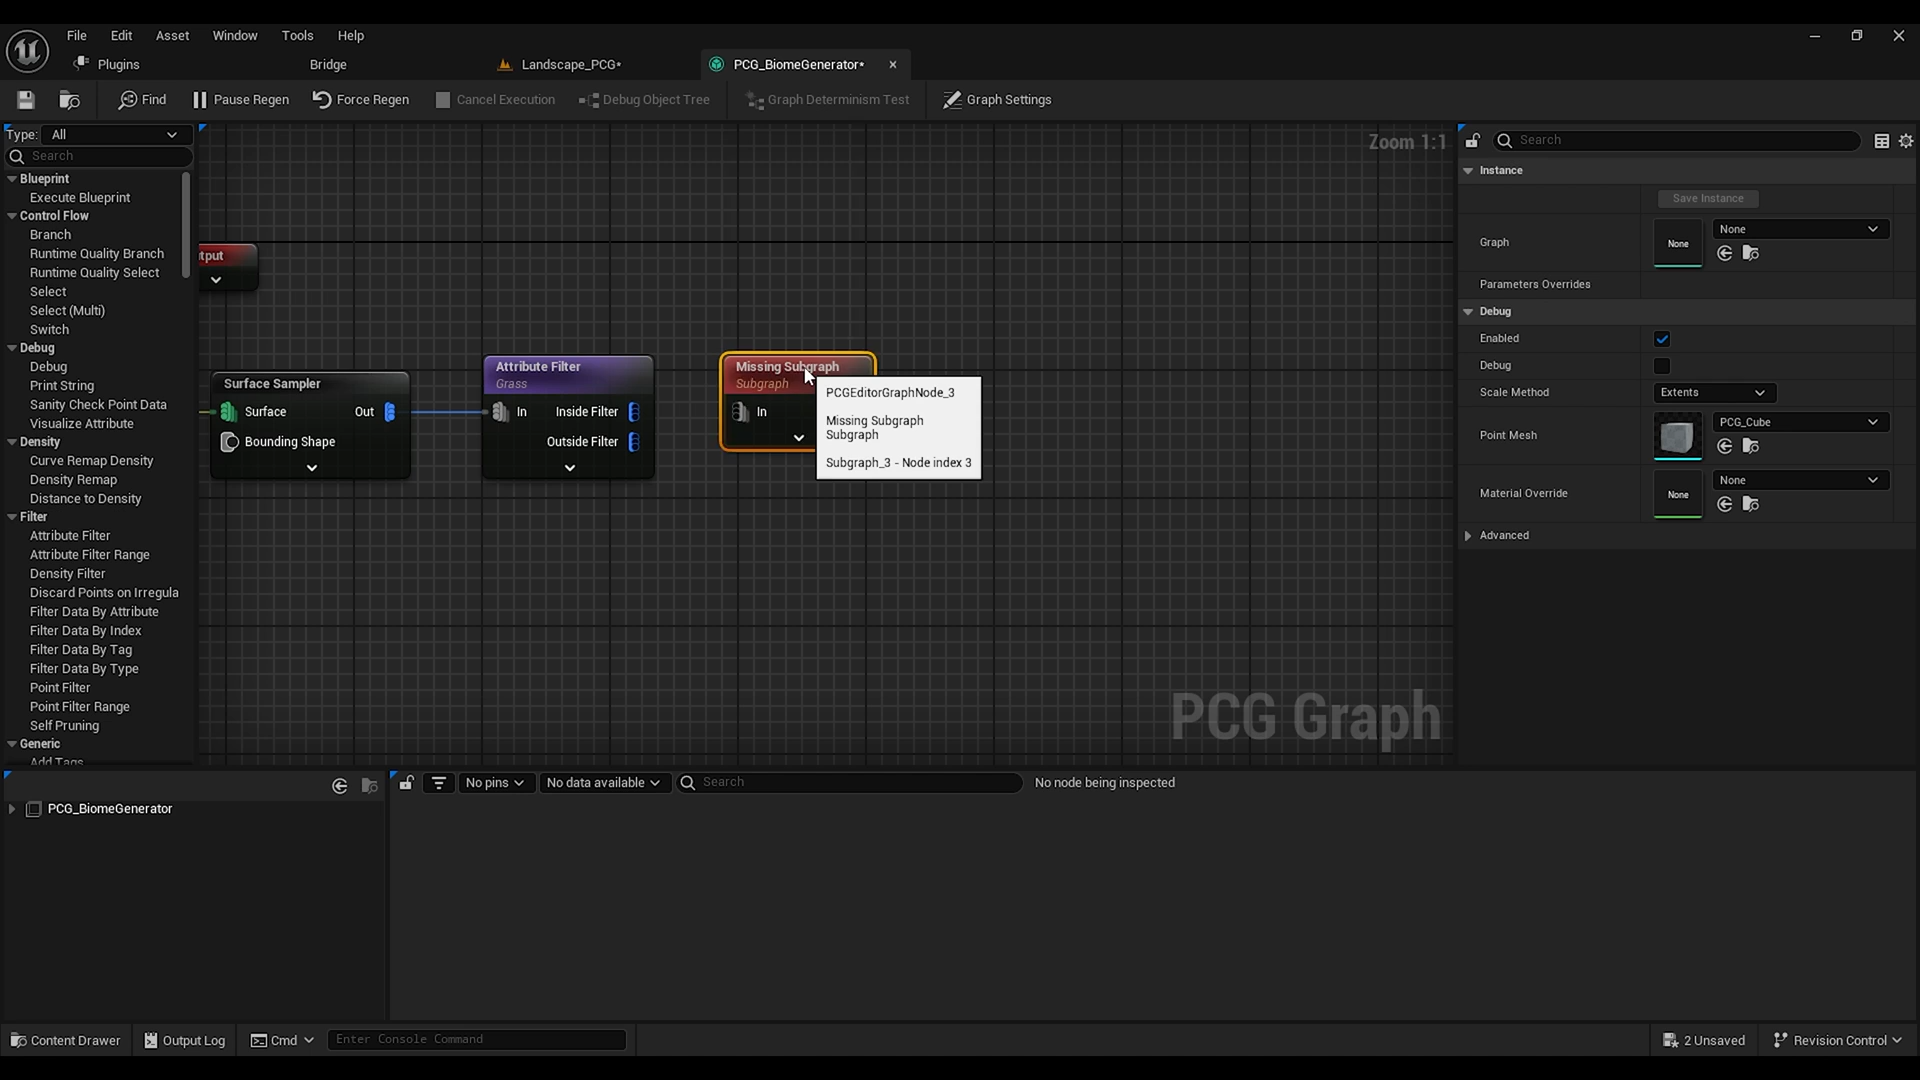 File Edit Asset Window Tools Help
Plugins Bridge Landscape_PCG* PCG_BiomeGenerator*
Find Pause Regen Force Regen Cancel Execution Debug Object Tree Graph Determinism Test Graph Settings
Type: All
Search
Blueprint
Execute Blueprint
Control Flow
Branch
Runtime Quality Branch
Runtime Quality Select
Select
Select (Multi)
Switch
Debug
Debug
Print String
Sanity Check Point Data
Visualize Attribute
Density
Curve Remap Density
Density Remap
Distance to Density
Filter
Attribute Filter
Attribute Filter Range
Density Filter
Discard Points on Irregula
Filter Data By Attribute
Filter Data By Index
Filter Data By Tag
Filter Data By Type
Point Filter
Point Filter Range
Self Pruning
Generic
Add Tags
Zoom 1:1
tput
Surface Sampler
Surface Out
Bounding Shape
Attribute Filter
Grass
In Inside Filter
Outside Filter
Missing Subgraph
Subgraph
In
PCGEditorGraphNode_3
Missing Subgraph
Subgraph
Subgraph_3 - Node index 3
PCG Graph
Search
Instance
Save Instance
Graph None None
Parameters Overrides
Debug
Enabled
Debug
Scale Method Extents
Point Mesh PCG_Cube
Material Override None None
Advanced
PCG_BiomeGenerator
No pins No data available Search No node being inspected
Content Drawer Output Log Cmd Enter Console Command 2 Unsaved Revision Control